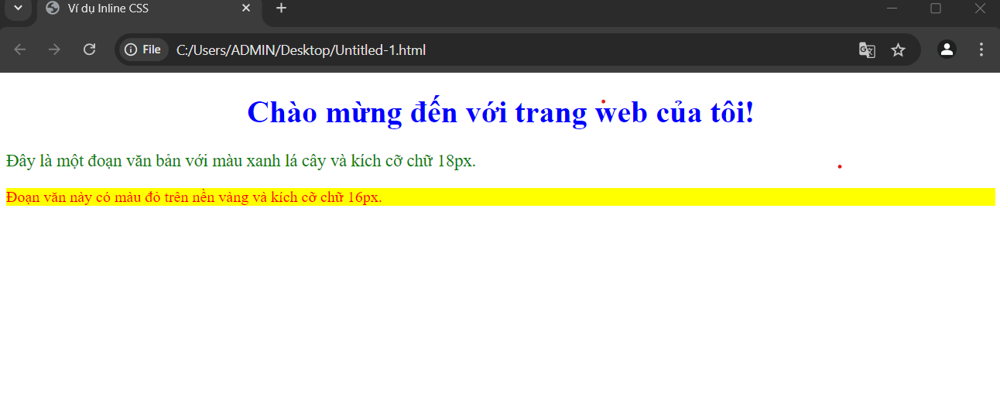 Ví dụ Inline CSS
File C:/Users/ADMIN/Desktop/Untitled-1.html
Chào mừng đến với trang web của tôi!
Đây là một đoạn văn bản với màu xanh lá cây và kích cỡ chữ 18px.
Đoạn văn này có màu đỏ trên nền vàng và kích cỡ chữ 16px.